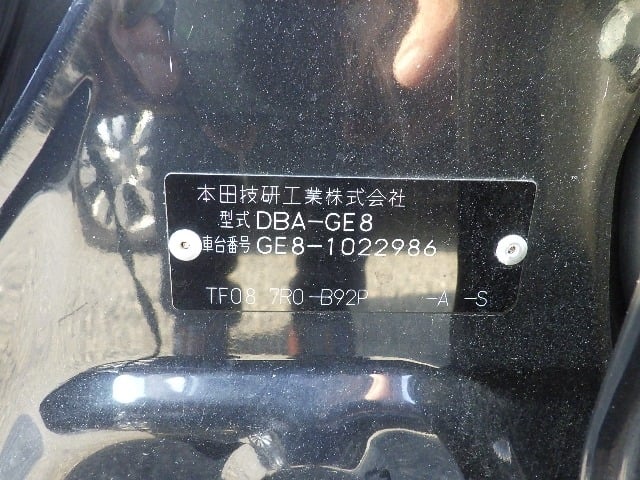 本田技研工業株式会社
型式 DBA-GE8
車台番号 GE8-1022986
TF08 7R0-B92P -A -S